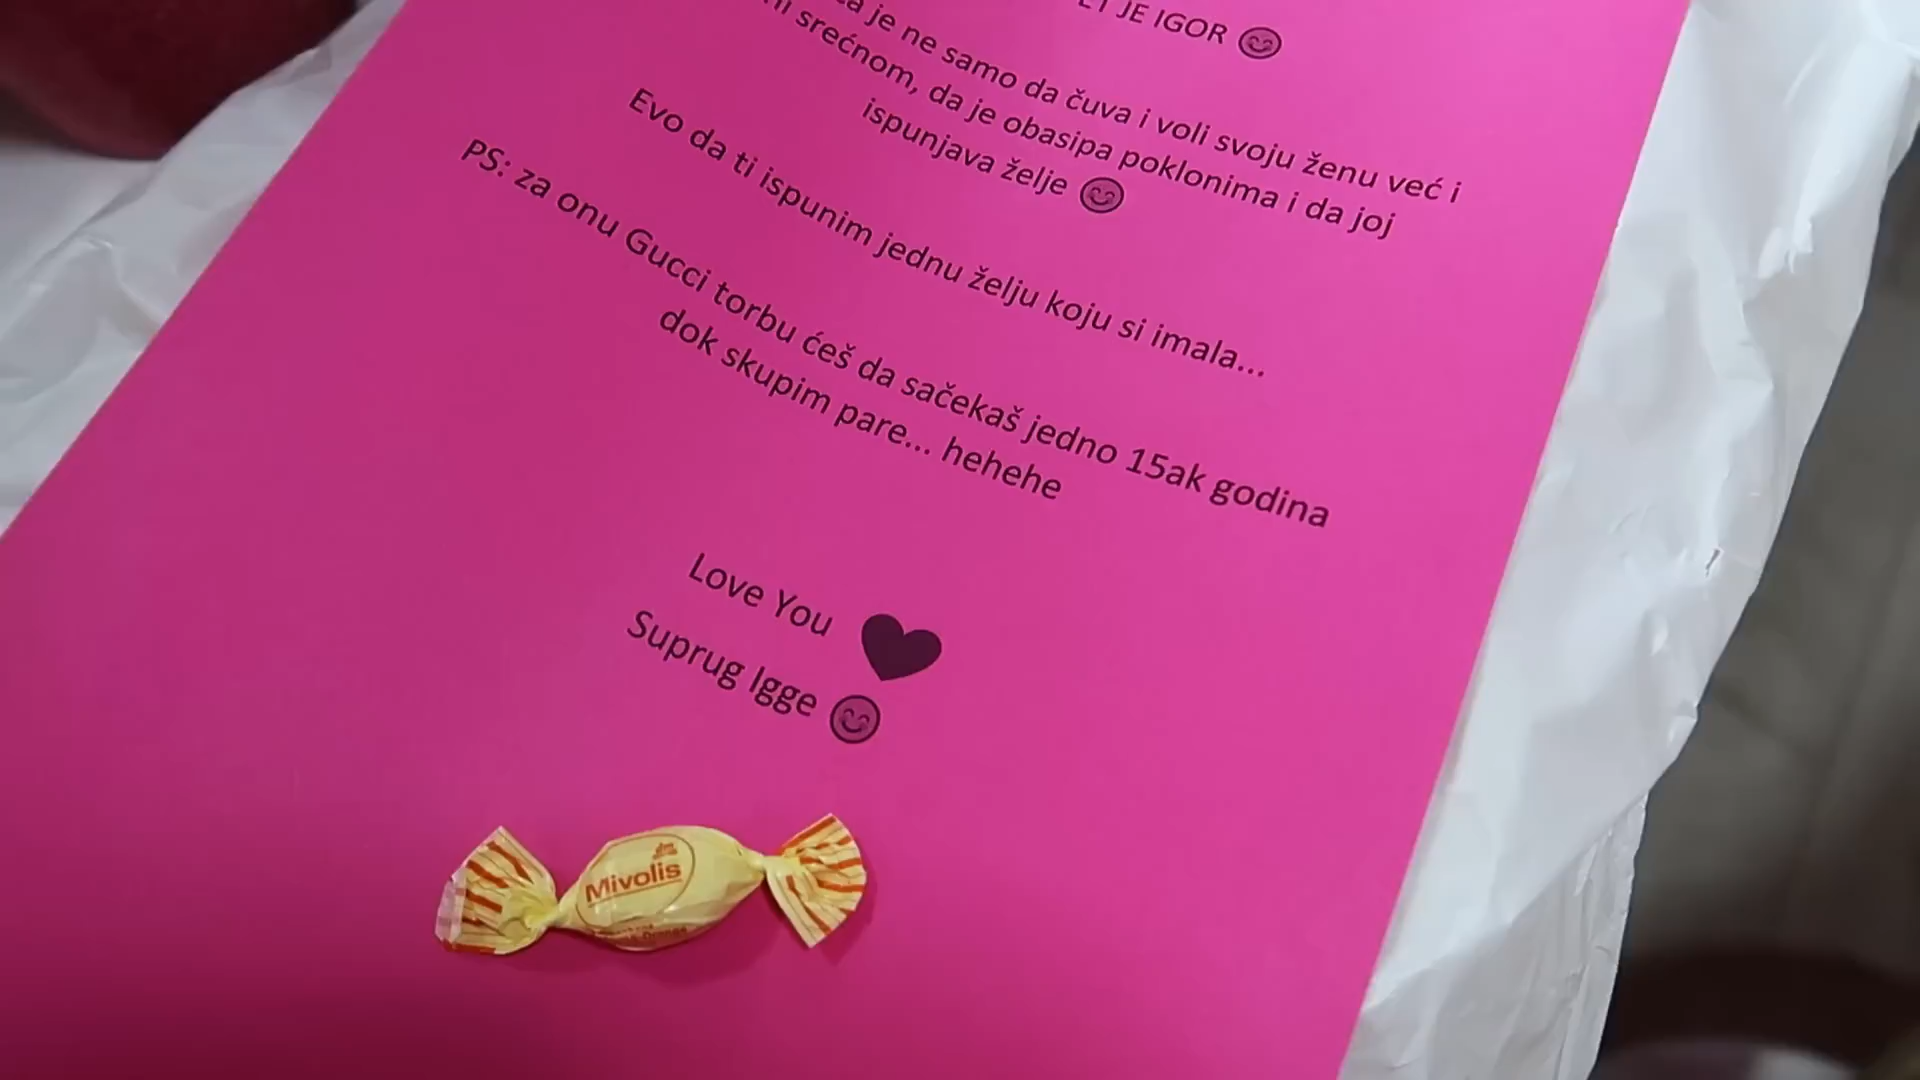 JE IGOR
je ne samo da čuva i voli svoju ženu već i
srećnom, da je obasipa poklonima i da joj
ispunjava želje
Evo da ti ispunim jednu želju koju si imala...
PS: za onu Gucci torbu ćeš da sačekaš jedno 15ak godina
dok skupim pare... hehehe
Love You
Suprug Igge
dm
Mivolis